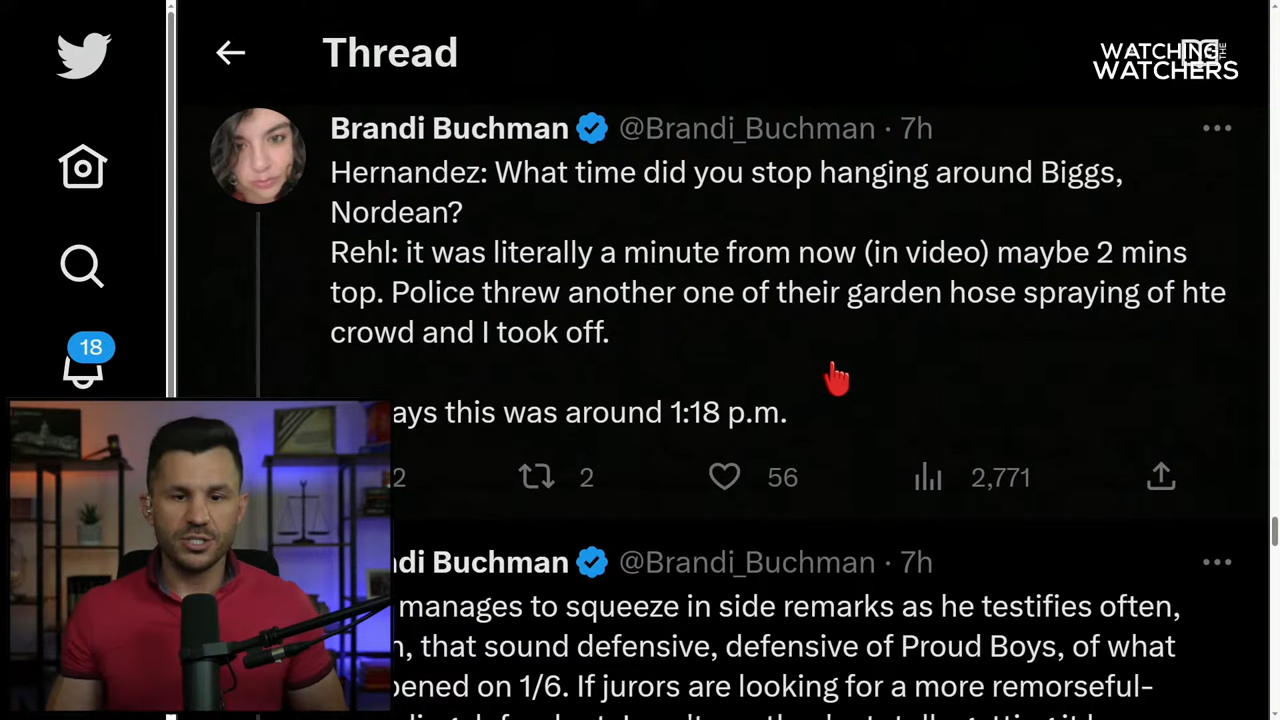 Thread
WATCHING THE
WATCHERS
Brandi Buchman @Brandi_Buchman · 7h
Hernandez: What time did you stop hanging around Biggs,
Nordean?
Rehl: it was literally a minute from now (in video) maybe 2 mins
top. Police threw another one of their garden hose spraying of hte
crowd and I took off.
18
ays this was around 1:18 p.m.
2 2 56 2,771
ndi Buchman @Brandi_Buchman · 7h
manages to squeeze in side remarks as he testifies often,
, that sound defensive, defensive of Proud Boys, of what
pened on 1/6. If jurors are looking for a more remorseful-